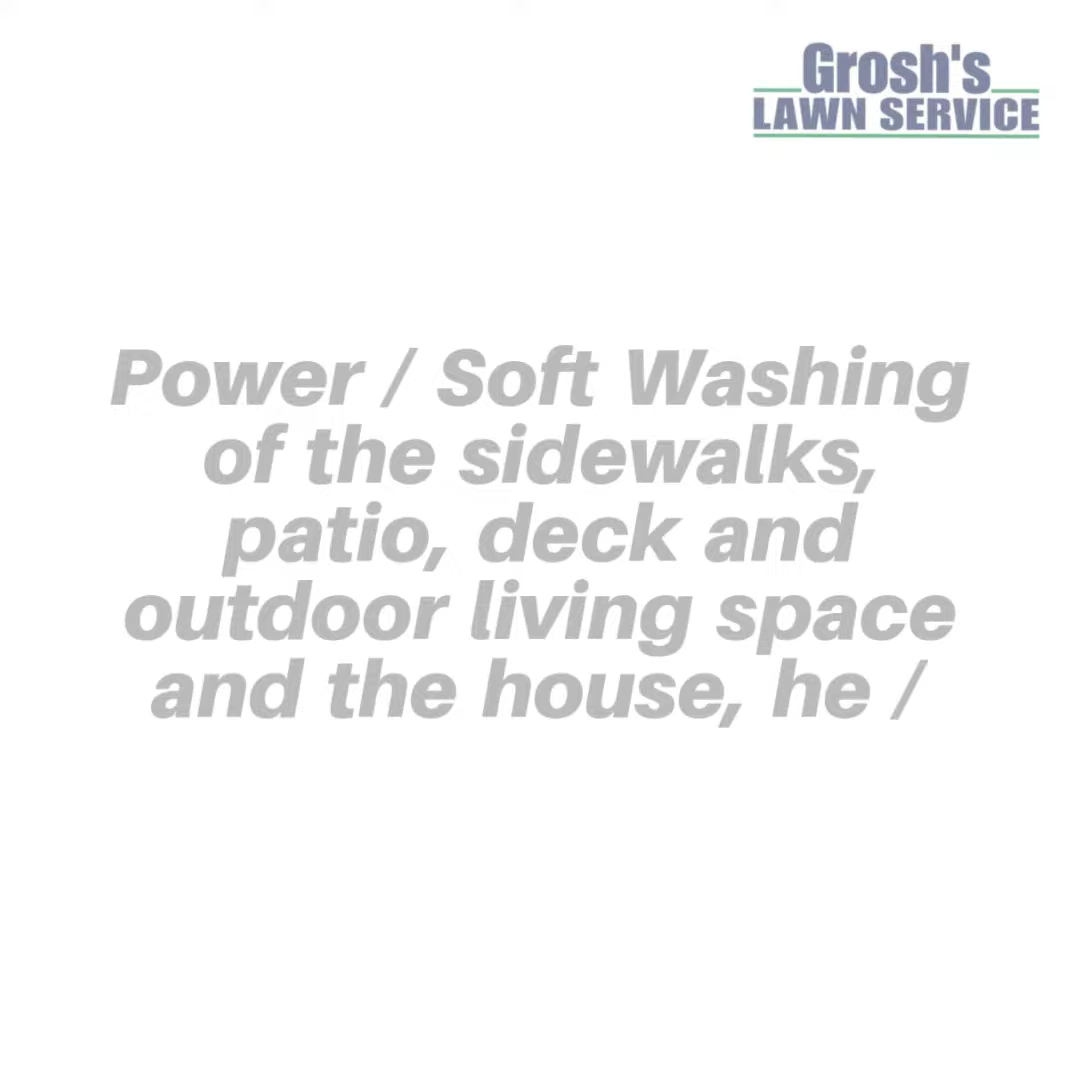 Grosh's
LAWN SERVICE
Power / Soft Washing
of the sidewalks,
patio, deck and
outdoor living space
and the house, he /